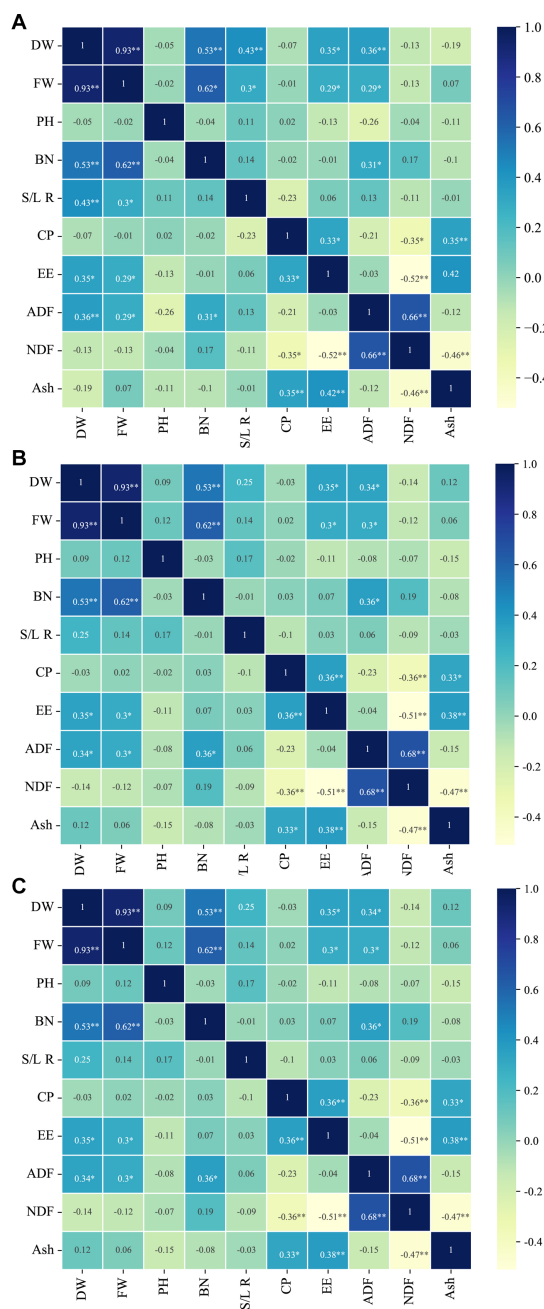 A
DW 1 0.93** -0.05 0.53** 0.43** -0.07 0.35* 0.36** -0.13 -0.19
FW 0.93** 1 -0.02 0.62* 0.3* -0.01 0.29* 0.29* -0.13 0.07
PH -0.05 -0.02 1 -0.04 0.11 0.02 -0.13 -0.26 -0.04 -0.11
BN 0.53** 0.62** -0.04 1 0.14 -0.02 -0.01 0.31* 0.17 -0.1
S/L R 0.43** 0.3* 0.11 0.14 1 -0.23 0.06 0.13 -0.11 -0.01
CP -0.07 -0.01 0.02 -0.02 -0.23 1 0.33* -0.21 -0.35* 0.35**
EE 0.35* 0.29* -0.13 -0.01 0.06 0.33* 1 -0.03 -0.52** 0.42
ADF 0.36** 0.29* -0.26 0.31* 0.13 -0.21 -0.03 1 0.66** -0.12
NDF -0.13 -0.13 -0.04 0.17 -0.11 -0.35* -0.52** 0.66** 1 -0.46**
Ash -0.19 0.07 -0.11 -0.1 -0.01 0.35** 0.42** -0.12 -0.46** 1
DW FW PH BN S/L R CP EE ADF NDF Ash
1.0
0.8
0.6
0.4
0.2
0.0
-0.2
-0.4
B
DW 1 0.93** 0.09 0.53** 0.25 -0.03 0.35* 0.34* -0.14 0.12
FW 0.93** 1 0.12 0.62** 0.14 0.02 0.3* 0.3* -0.12 0.06
PH 0.09 0.12 1 -0.03 0.17 -0.02 -0.11 -0.08 -0.07 -0.15
BN 0.53** 0.62** -0.03 1 -0.01 0.03 0.07 0.36* 0.19 -0.08
S/L R 0.25 0.14 0.17 -0.01 1 -0.1 0.03 0.06 -0.09 -0.03
CP -0.03 0.02 -0.02 0.03 -0.1 1 0.36** -0.23 -0.36** 0.33*
EE 0.35* 0.3* -0.11 0.07 0.03 0.36** 1 -0.04 -0.51** 0.38**
ADF 0.34* 0.3* -0.08 0.36* 0.06 -0.23 -0.04 1 0.68** -0.15
NDF -0.14 -0.12 -0.07 0.19 -0.09 -0.36** -0.51** 0.68** 1 -0.47**
Ash 0.12 0.06 -0.15 -0.08 -0.03 0.33* 0.38** -0.15 -0.47** 1
DW FW PH BN /L R CP EE ADF NDF Ash
1.0
0.8
0.6
0.4
0.2
0.0
-0.2
-0.4
C
DW 1 0.93** 0.09 0.53** 0.25 -0.03 0.35* 0.34* -0.14 0.12
FW 0.93** 1 0.12 0.62** 0.14 0.02 0.3* 0.3* -0.12 0.06
PH 0.09 0.12 1 -0.03 0.17 -0.02 -0.11 -0.08 -0.07 -0.15
BN 0.53** 0.62** -0.03 1 -0.01 0.03 0.07 0.36* 0.19 -0.08
S/L R 0.25 0.14 0.17 -0.01 1 -0.1 0.03 0.06 -0.09 -0.03
CP -0.03 0.02 -0.02 0.03 -0.1 1 0.36** -0.23 -0.36** 0.33*
EE 0.35* 0.3* -0.11 0.07 0.03 0.36** 1 -0.04 -0.51** 0.38**
ADF 0.34* 0.3* -0.08 0.36* 0.06 -0.23 -0.04 1 0.68** -0.15
NDF -0.14 -0.12 -0.07 0.19 -0.09 -0.36** -0.51** 0.68** 1 -0.47**
Ash 0.12 0.06 -0.15 -0.08 -0.03 0.33* 0.38** -0.15 -0.47** 1
DW FW PH BN S/L R CP EE ADF NDF Ash
1.0
0.8
0.6
0.4
0.2
0.0
-0.2
-0.4